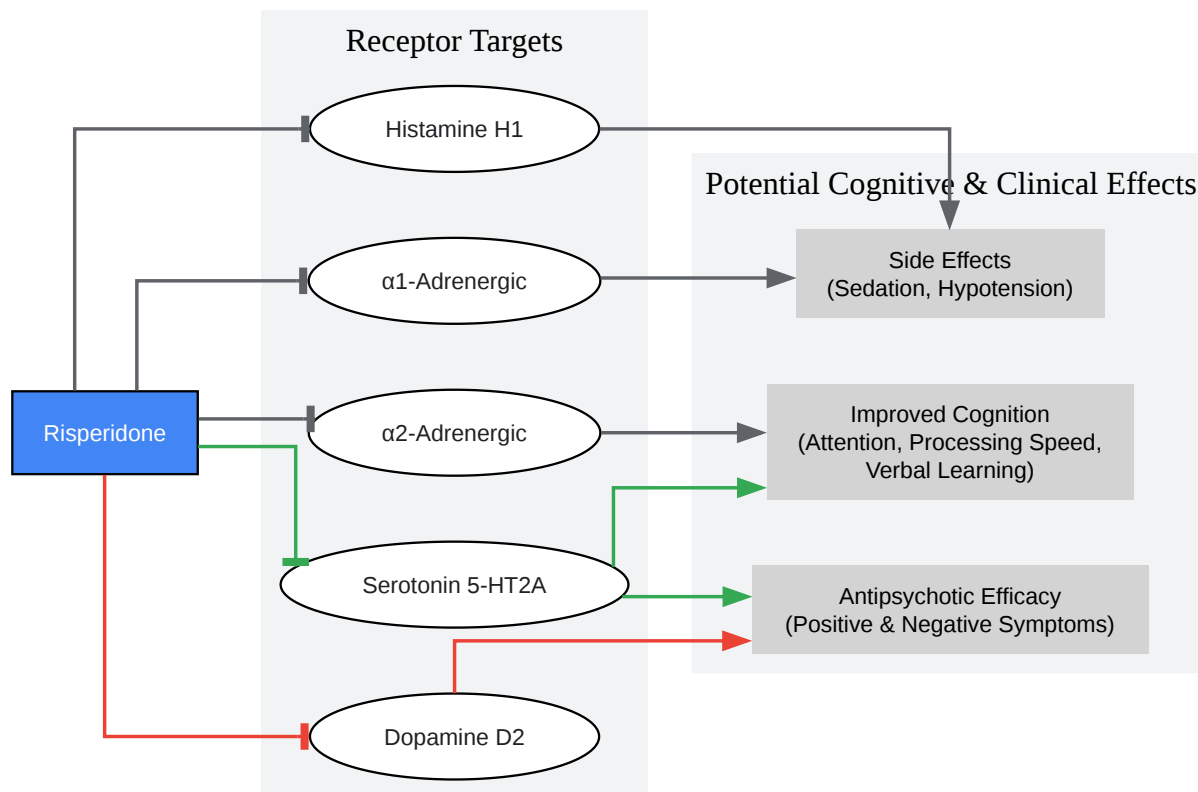 Receptor Targets
Histamine H1
Potential Cognitive & Clinical Effects
Side Effects
(Sedation, Hypotension)
α1-Adrenergic
Risperidone
α2-Adrenergic
Improved Cognition
(Attention, Processing Speed,
Verbal Learning)
Serotonin 5-HT2A
Antipsychotic Efficacy
(Positive & Negative Symptoms)
Dopamine D2